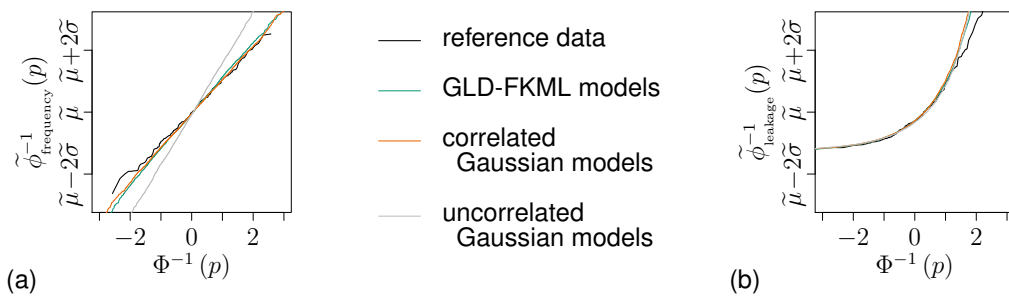 μ̃−2σ̃ μ̃ μ̃+2σ̃
ϕ̃⁻¹frequency(p)
−2 0 2
Φ⁻¹(p)
(a)
reference data
GLD-FKML models
correlated
Gaussian models
uncorrelated
Gaussian models
μ̃−2σ̃ μ̃ μ̃+2σ̃
ϕ̃⁻¹leakage(p)
−2 0 2
Φ⁻¹(p)
(b)